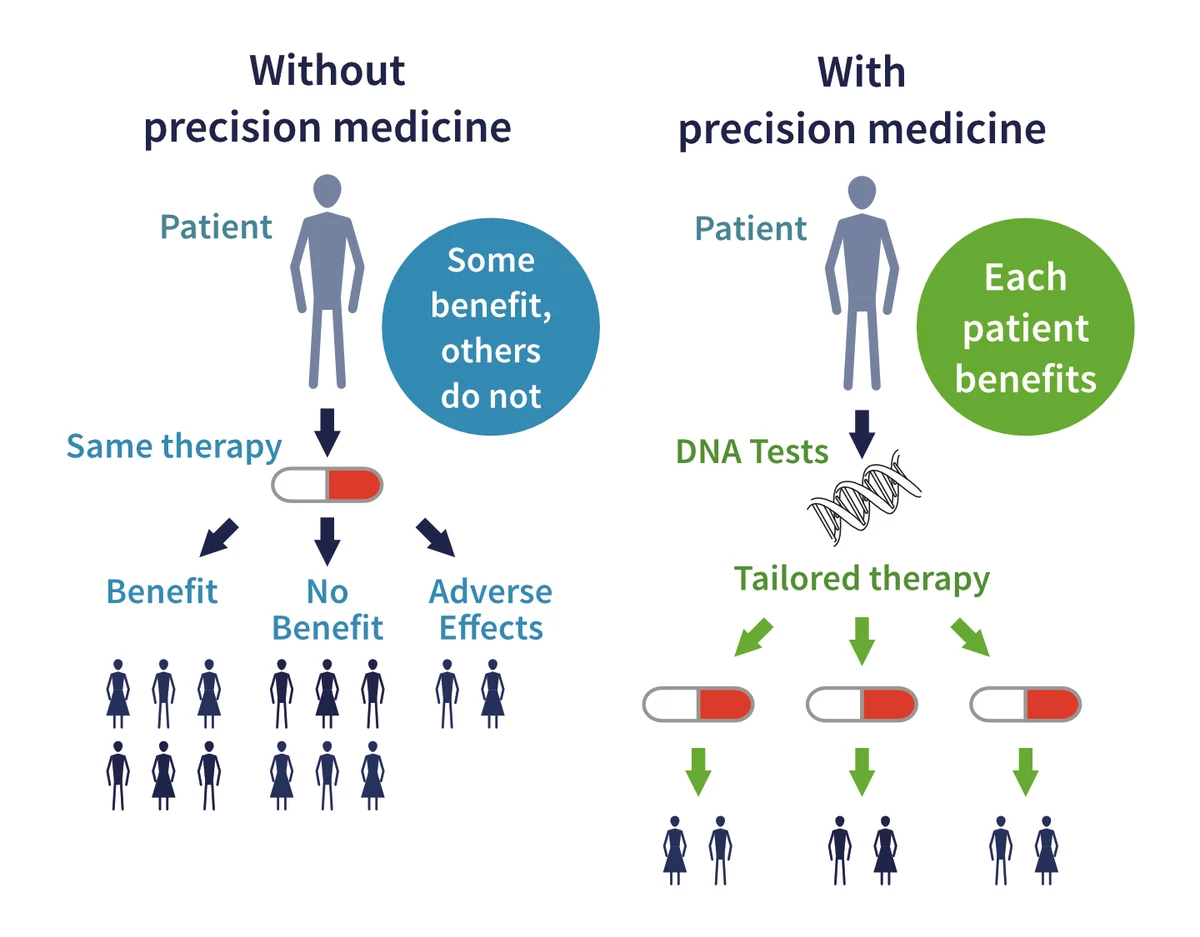 Without
precision medicine
Patient
Some
benefit,
others
do not
Same therapy
Benefit
No
Benefit
Adverse
Effects
With
precision medicine
Patient
Each
patient
benefits
DNA Tests
Tailored therapy